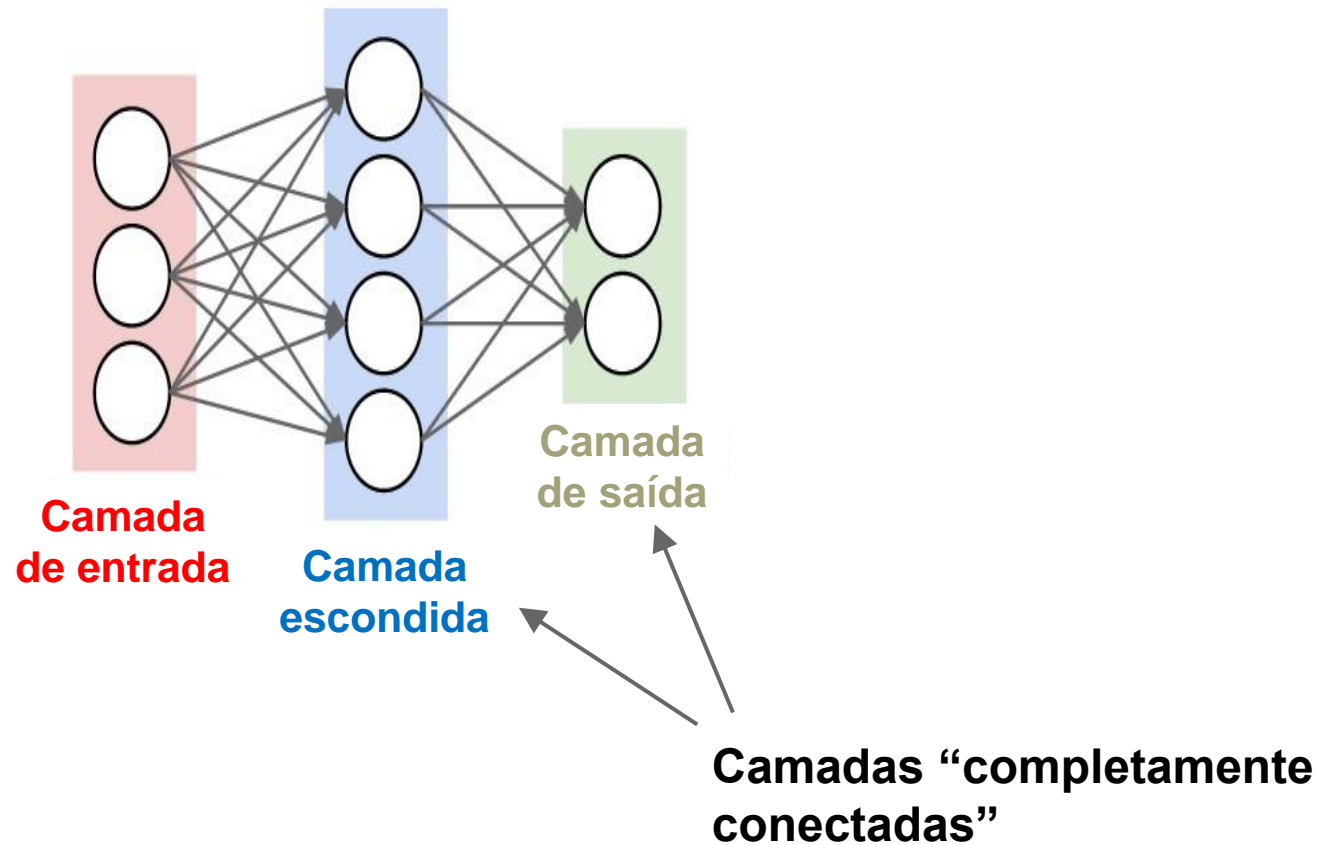 Camada
de entrada
Camada
escondida
Camada
de saída
Camadas “completamente
conectadas”